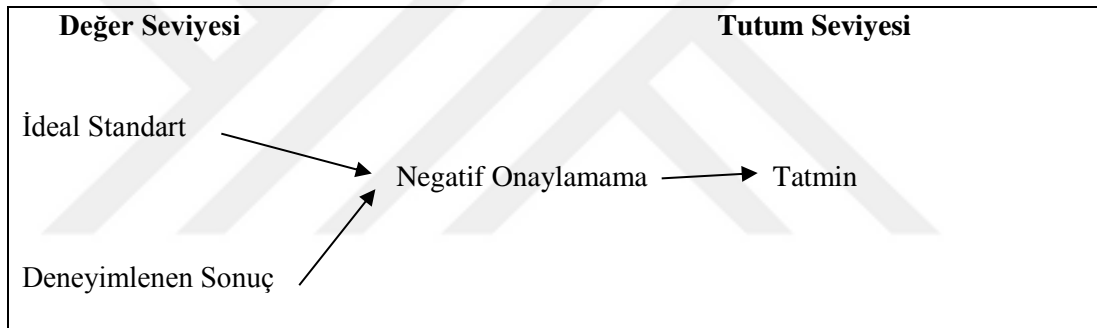 Değer Seviyesi Tutum Seviyesi
İdeal Standart
Negatif Onaylamama Tatmin
Deneyimlenen Sonuç